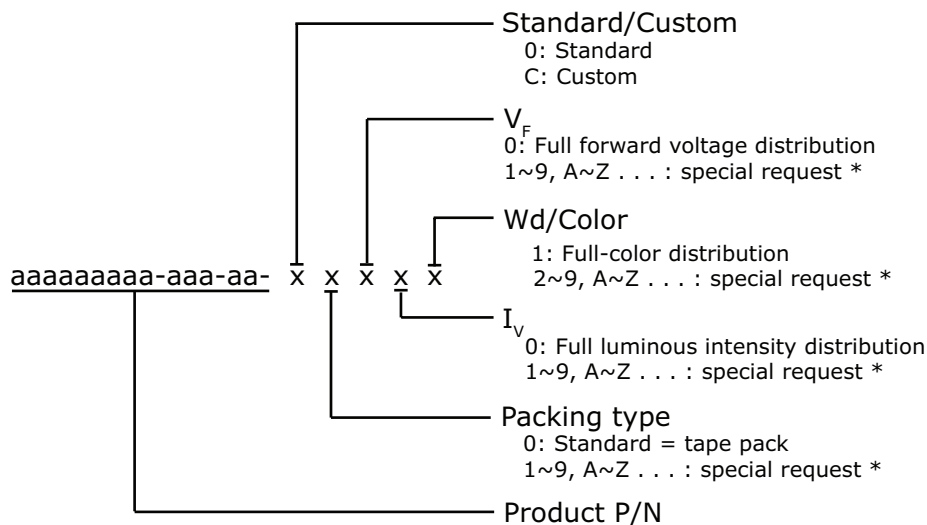 Standard/Custom
0: Standard
C: Custom
VF
0: Full forward voltage distribution
1~9, A~Z . . . : special request *
Wd/Color
1: Full-color distribution
2~9, A~Z . . . : special request *
aaaaaaaaa-aaa-aa- x x x x x
IV
0: Full luminous intensity distribution
1~9, A~Z . . . : special request *
Packing type
0: Standard = tape pack
1~9, A~Z . . . : special request *
Product P/N